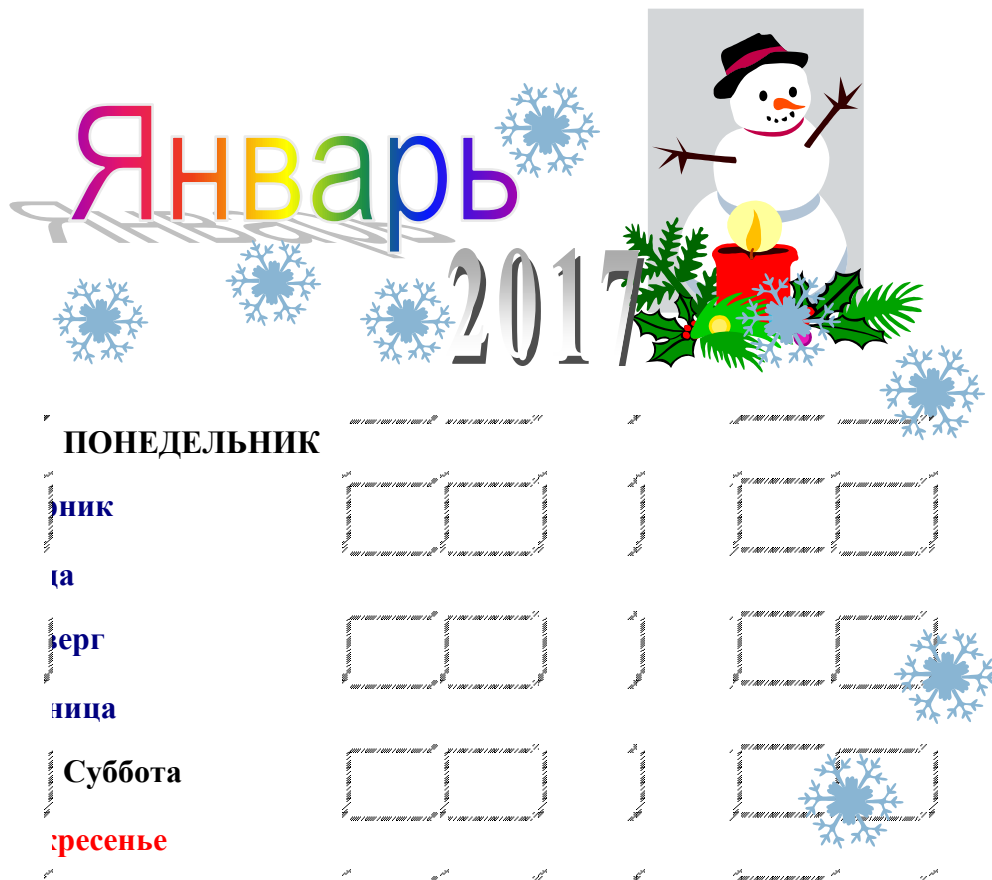 Январь
2017
ПОНЕДЕЛЬНИК
рник
да
верг
ница
Суббота
кресенье